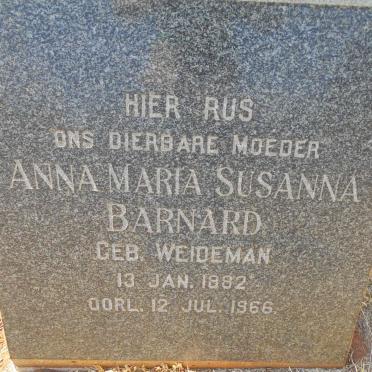 HIER RUS
ONS DIERBARE MOEDER
ANNA MARIA SUSANNA
BARNARD
GEB. WEIDEMAN
13 JAN. 1882
OORL. 12 JUL. 1966